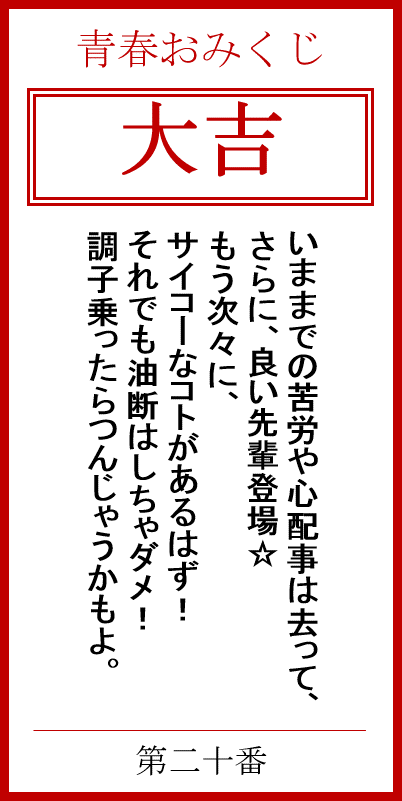 青春おみくじ
大吉
いままでの苦労や心配事は去って、
さらに、良い先輩登場☆
もう次々に、
サイコーなコトがあるはず！
それでも油断はしちゃダメ！
調子乗ったらつんじゃうかもよ。
第二十番